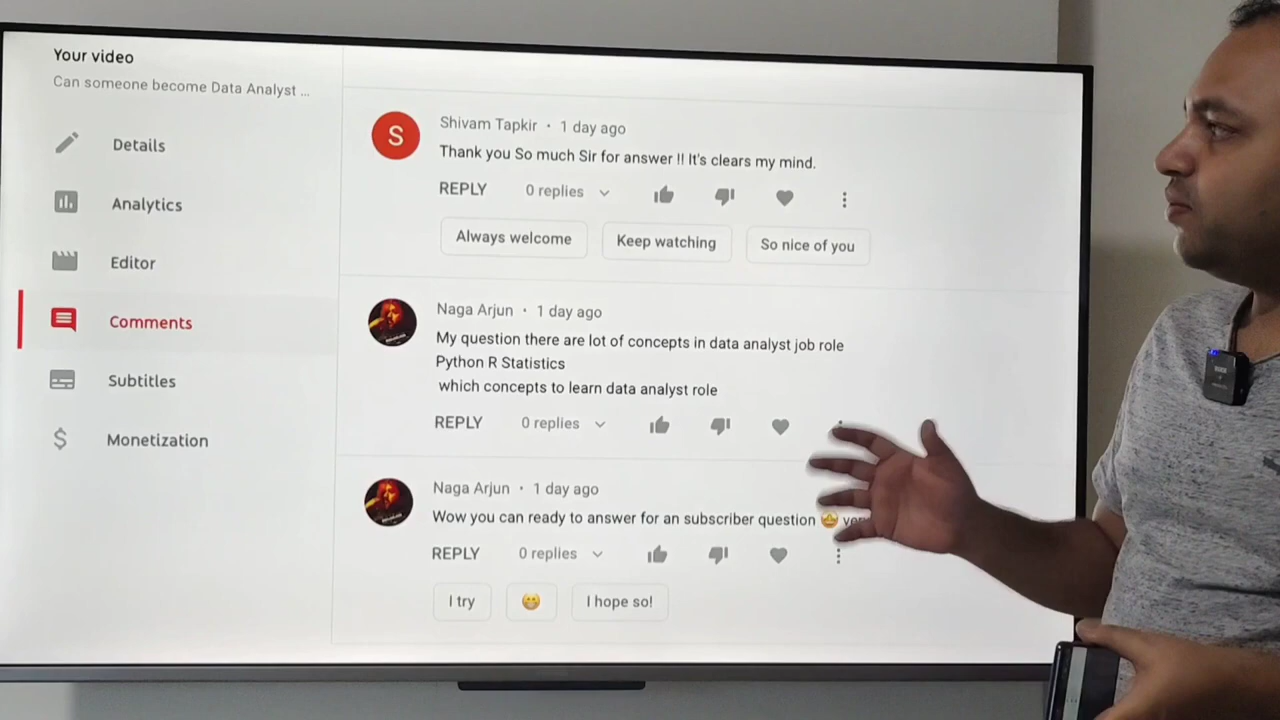 Your video
Can someone become Data Analyst ...
Details
Analytics
Editor
Comments
Subtitles
Monetization
S
Shivam Tapkir · 1 day ago
Thank you So much Sir for answer !! It's clears my mind.
REPLY 0 replies
Always welcome Keep watching So nice of you
Naga Arjun · 1 day ago
My question there are lot of concepts in data analyst job role
Python R Statistics
which concepts to learn data analyst role
REPLY 0 replies
Naga Arjun · 1 day ago
Wow you can ready to answer for an subscriber question 🤩
REPLY 0 replies
I try 😁 I hope so!